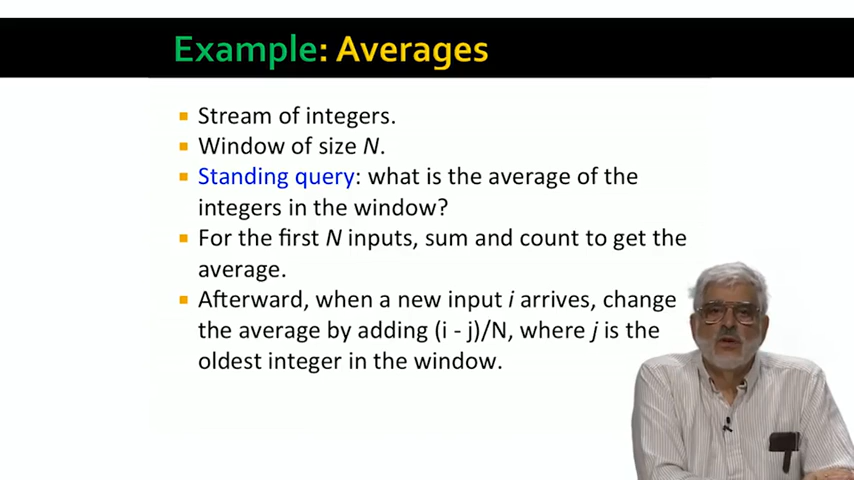 Example: Averages
Stream of integers.
Window of size N.
Standing query: what is the average of the
integers in the window?
For the first N inputs, sum and count to get the
average.
Afterward, when a new input i arrives, change
the average by adding (i - j)/N, where j is the
oldest integer in the window.